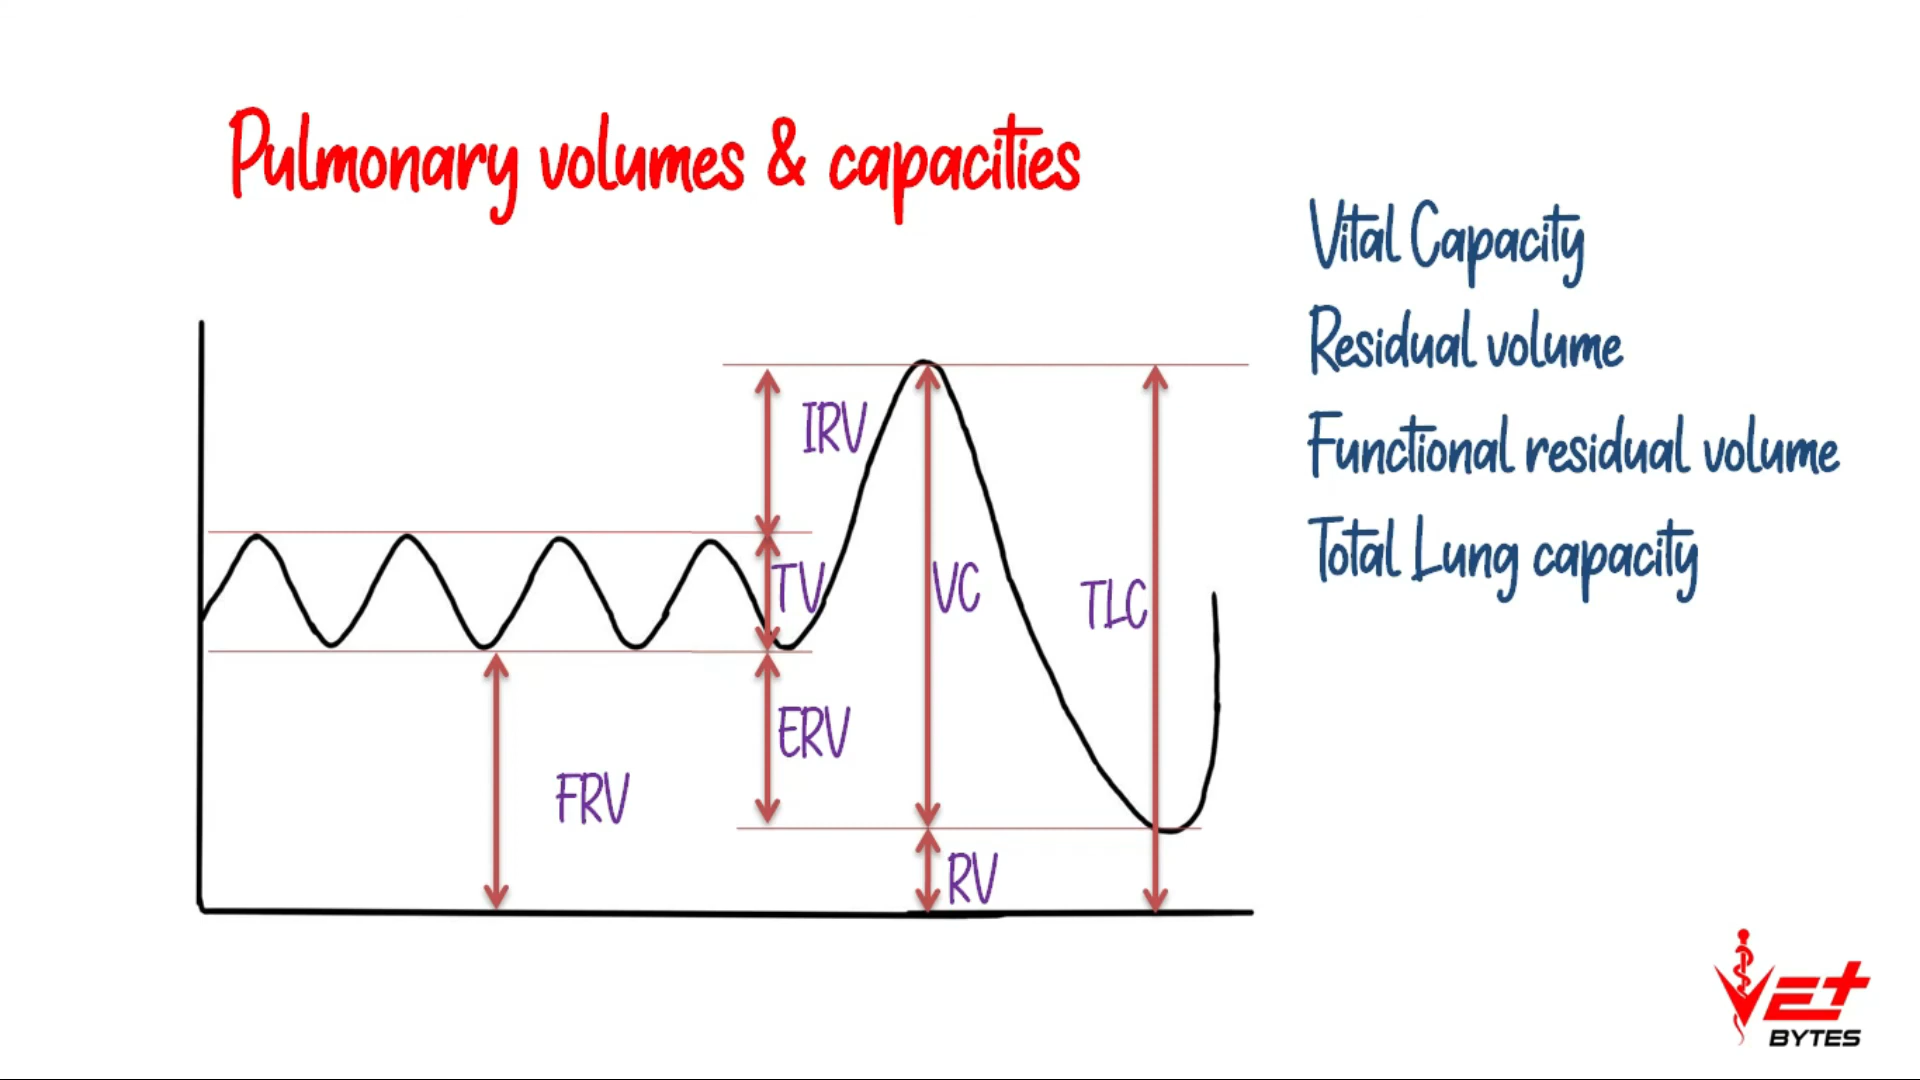 Pulmonary volumes & capacities
Vital Capacity
Residual volume
Functional residual volume
Total Lung capacity
IRV
TV
VC
TLC
ERV
FRV
RV
VET
BYTES